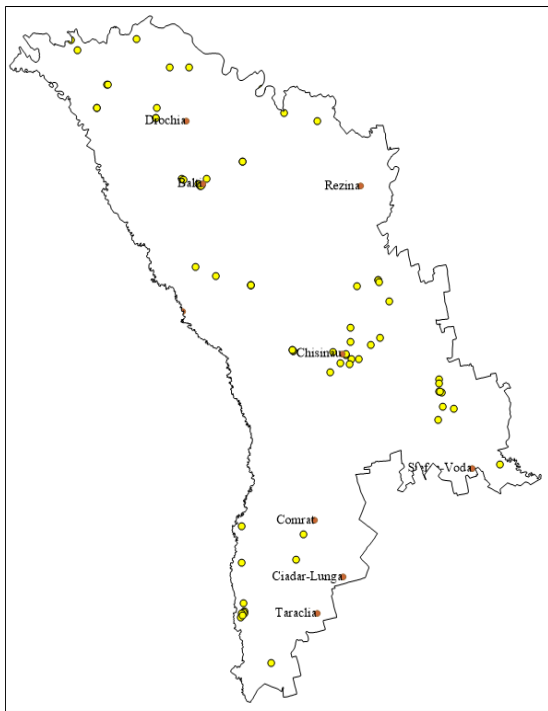 Drochia
Rezina
Chisinau
Comrat
Ciadar-Lunga
Taraclia